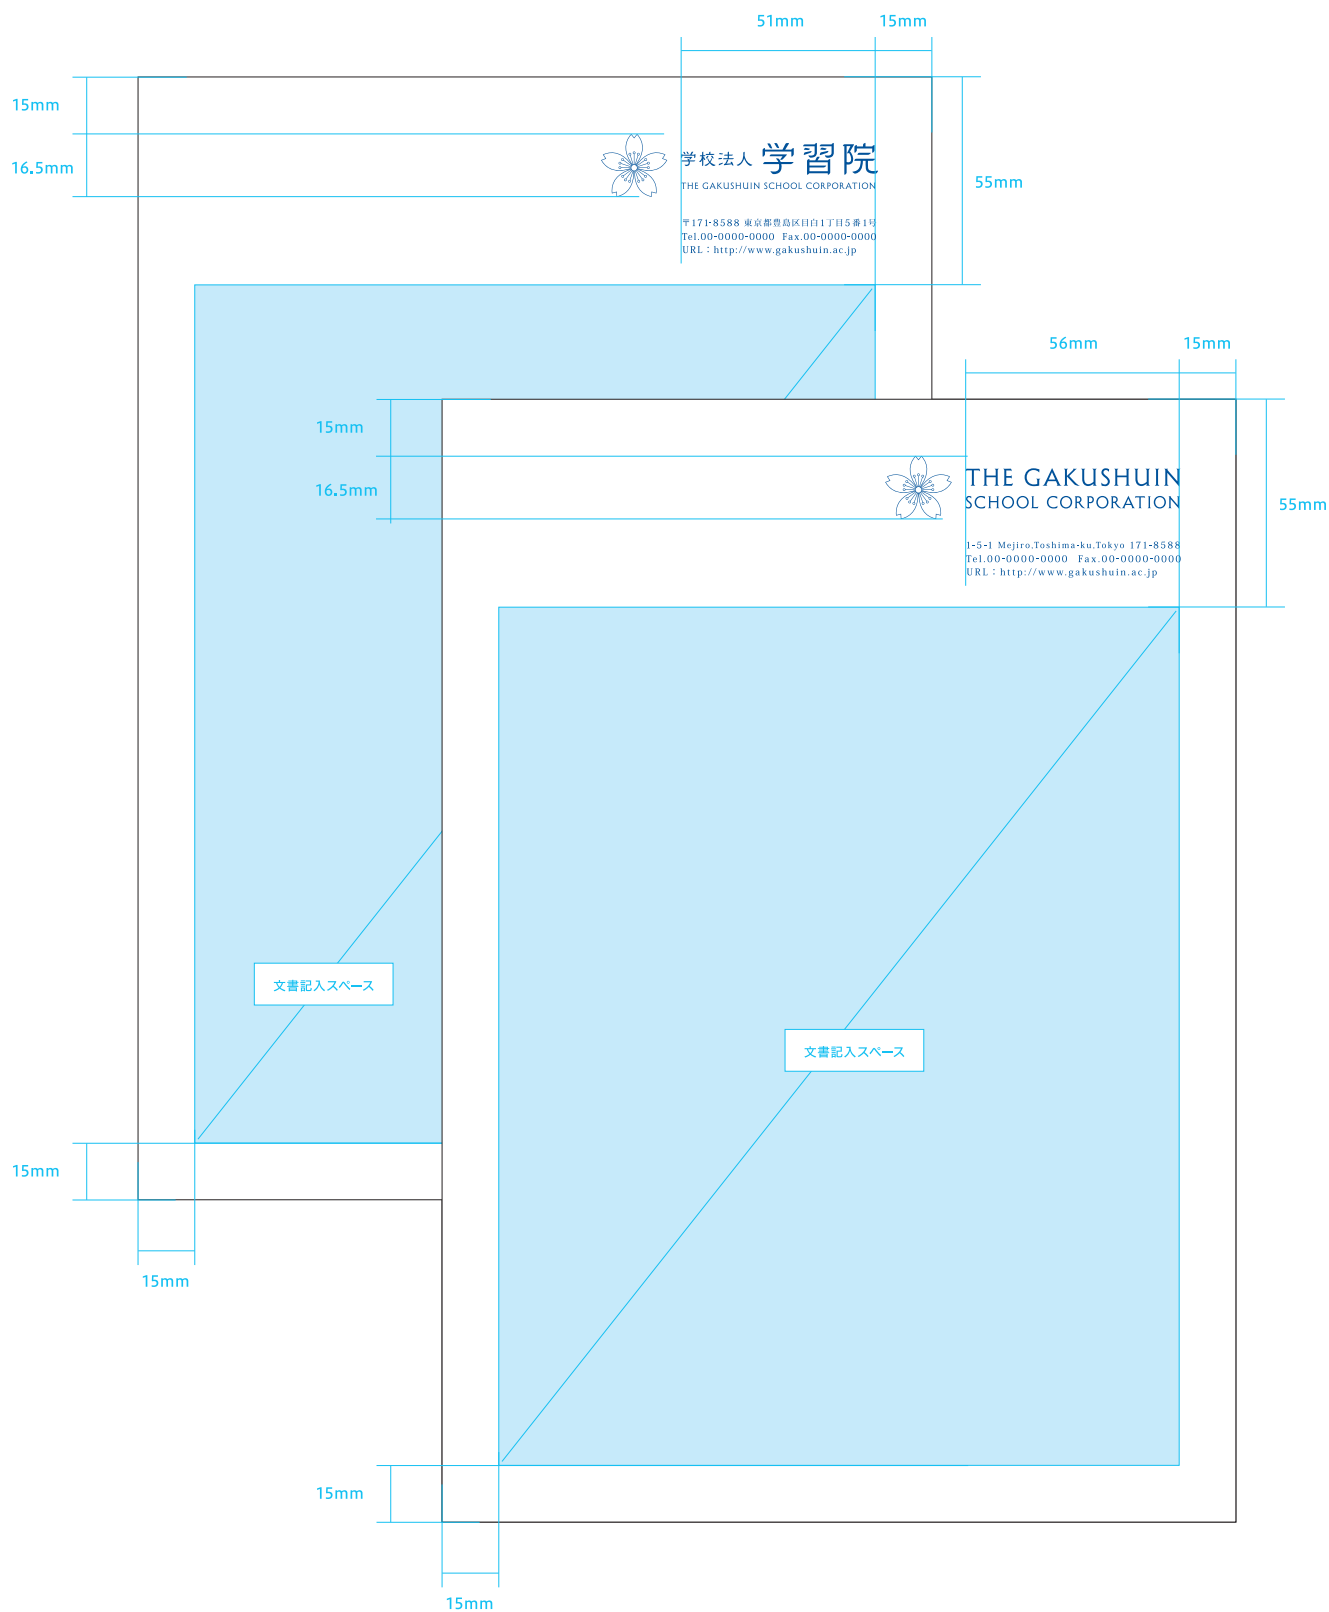 51mm
15mm
15mm
16.5mm
学校法人 学習院
THE GAKUSHUIN SCHOOL CORPORATION
55mm
〒171-8588 東京都豊島区目白1丁目5番1号
Tel.00-0000-0000 Fax.00-0000-0000
URL：http://www.gakushuin.ac.jp
56mm
15mm
15mm
16.5mm
THE GAKUSHUIN
SCHOOL CORPORATION
55mm
1-5-1 Mejiro,Toshima-ku,Tokyo 171-8588
Tel.00-0000-0000 Fax.00-0000-0000
URL：http://www.gakushuin.ac.jp
文書記入スペース
文書記入スペース
15mm
15mm
15mm
15mm